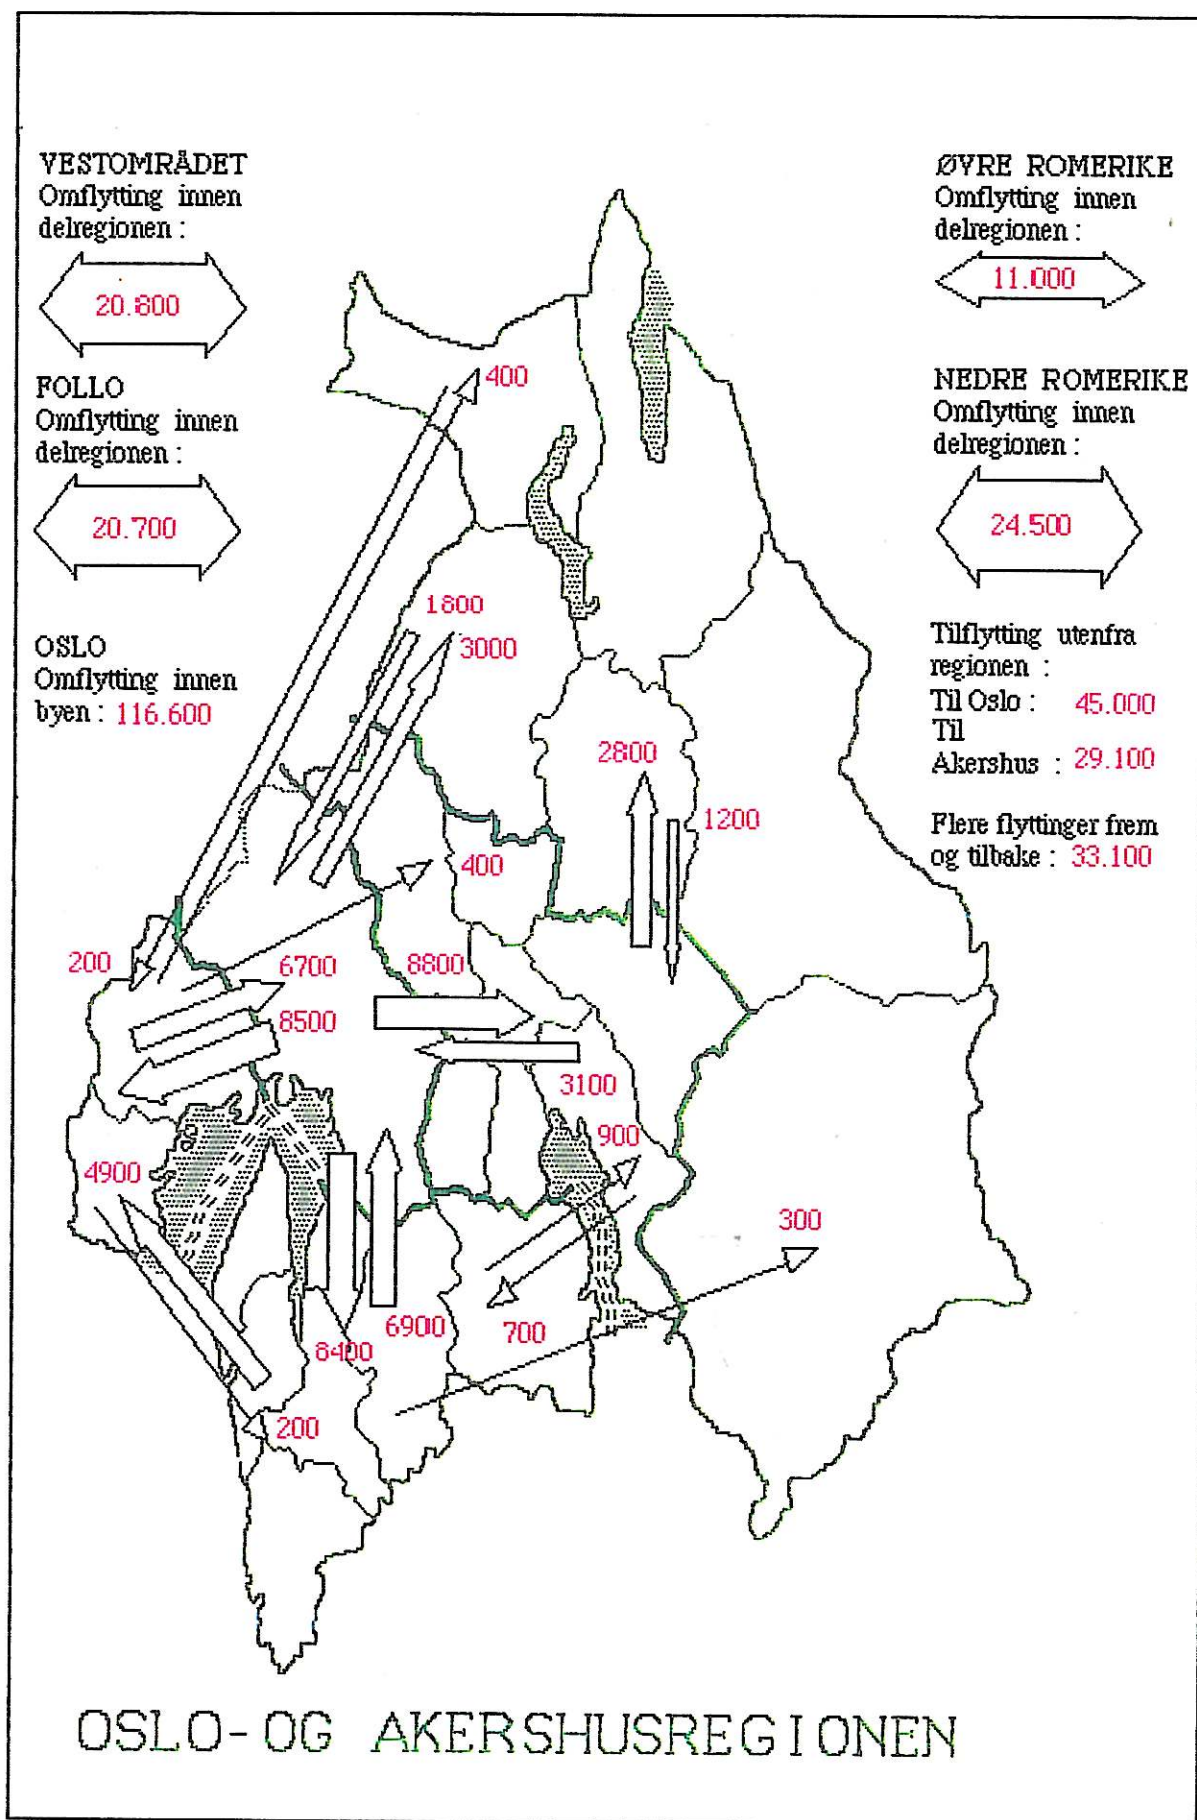 VESTOMRÅDET
Omflytting innen
delregionen :
20.800
FOLLO
Omflytting innen
delregionen :
20.700
OSLO
Omflytting innen
byen : 116.600
ØVRE ROMERIKE
Omflytting innen
delregionen :
11.000
NEDRE ROMERIKE
Omflytting innen
delregionen :
24.500
Tilflytting utenfra
regionen :
Til Oslo : 45.000
Til
Akershus : 29.100
Flere flyttinger frem
og tilbake : 33.100
400
1800
3000
2800
1200
400
200
6700
8800
8500
3100
900
4900
300
6900
700
8400
200
OSLO- OG AKERSHUSREGIONEN